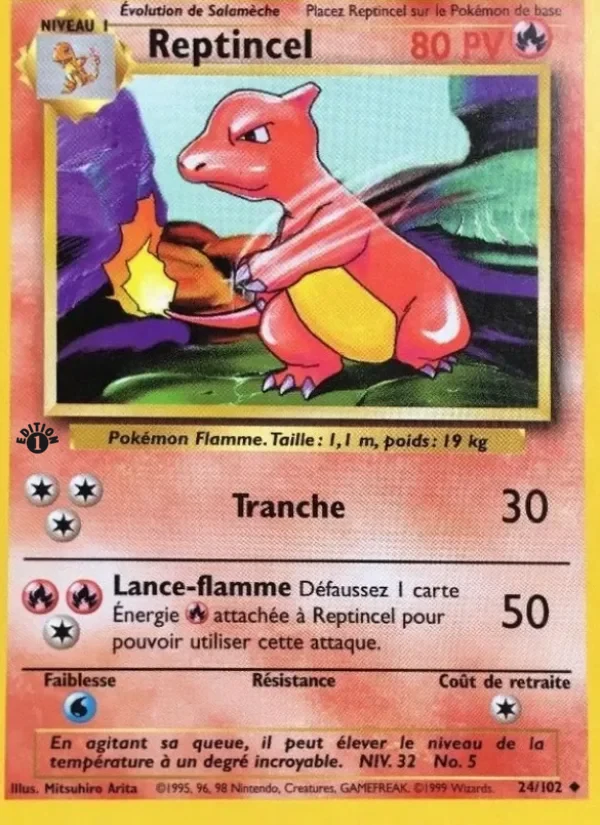 Évolution de Salamèche Placez Reptincel sur le Pokémon de base
NIVEAU 1
Reptincel 80 PV
EDITION
1
Pokémon Flamme. Taille: 1,1 m, poids: 19 kg
Tranche 30
Lance-flamme Défaussez 1 carte
Énergie attachée à Reptincel pour
pouvoir utiliser cette attaque.
50
Faiblesse Résistance Coût de retraite
En agitant sa queue, il peut élever le niveau de la
température à un degré incroyable. NIV. 32 No. 5
Illus. Mitsuhiro Arita ©1995, 96, 98 Nintendo, Creatures, GAMEFREAK. ©1999 Wizards. 24/102